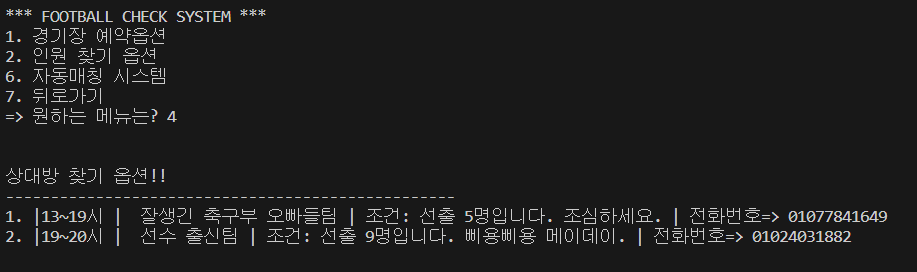 *** FOOTBALL CHECK SYSTEM ***
1. 경기장 예약옵션
2. 인원 찾기 옵션
6. 자동매칭 시스템
7. 뒤로가기
=> 원하는 메뉴는? 4
상대방 찾기 옵션!!
--------------------------------------------------
1. |13~19시 |  잘생긴 축구부 오빠들팀 | 조건: 선출 5명입니다. 조심하세요. | 전화번호=> 01077841649
2. |19~20시 |  선수 출신팀 | 조건: 선출 9명입니다. 삐용삐용 메이데이. | 전화번호=> 01024031882